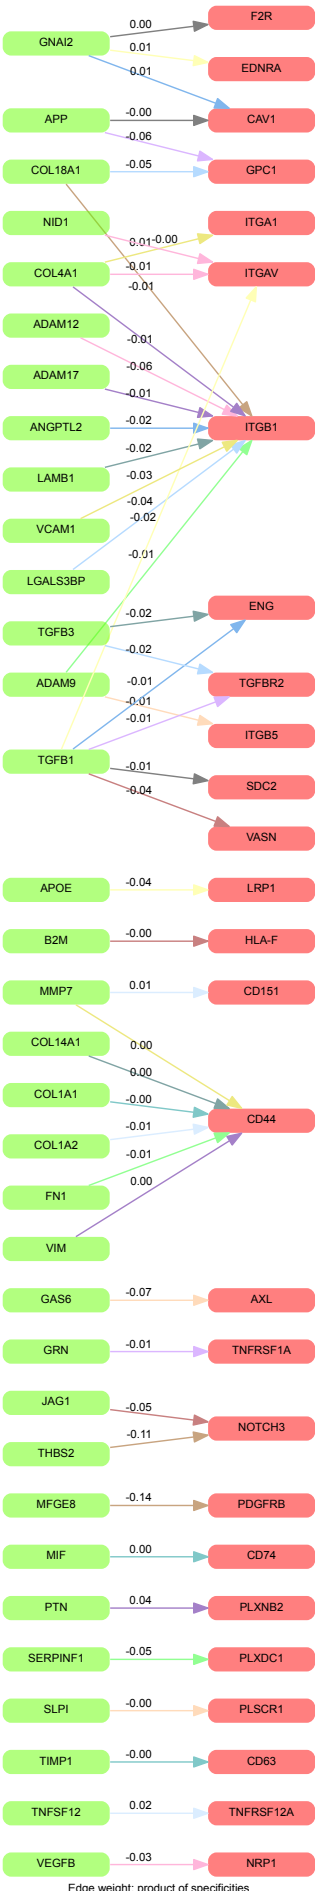 0.00
F2R
GNAI2
0.01
EDNRA
0.01
APP
-0.00
CAV1
-0.06
COL18A1
-0.05
GPC1
NID1
ITGA1
0.01
-0.00
COL4A1
-0.01
ITGAV
-0.01
ADAM12
-0.01
-0.06
ADAM17
-0.01
ANGPTL2
-0.02
ITGB1
-0.02
LAMB1
-0.03
-0.04
VCAM1
-0.02
-0.01
LGALS3BP
ENG
-0.02
TGFB3
-0.02
ADAM9
-0.01
TGFBR2
-0.01
-0.01
ITGB5
TGFB1
-0.01
SDC2
-0.04
VASN
APOE
-0.04
LRP1
B2M
-0.00
HLA-F
MMP7
0.01
CD151
COL14A1
0.00
0.00
COL1A1
-0.00
CD44
-0.01
COL1A2
-0.01
FN1
0.00
VIM
GAS6
-0.07
AXL
GRN
-0.01
TNFRSF1A
JAG1
-0.05
NOTCH3
-0.11
THBS2
MFGE8
-0.14
PDGFRB
MIF
0.00
CD74
PTN
0.04
PLXNB2
SERPINF1
-0.05
PLXDC1
SLPI
-0.00
PLSCR1
TIMP1
-0.00
CD63
TNFSF12
0.02
TNFRSF12A
VEGFB
-0.03
NRP1
Edge weight: product of specificities